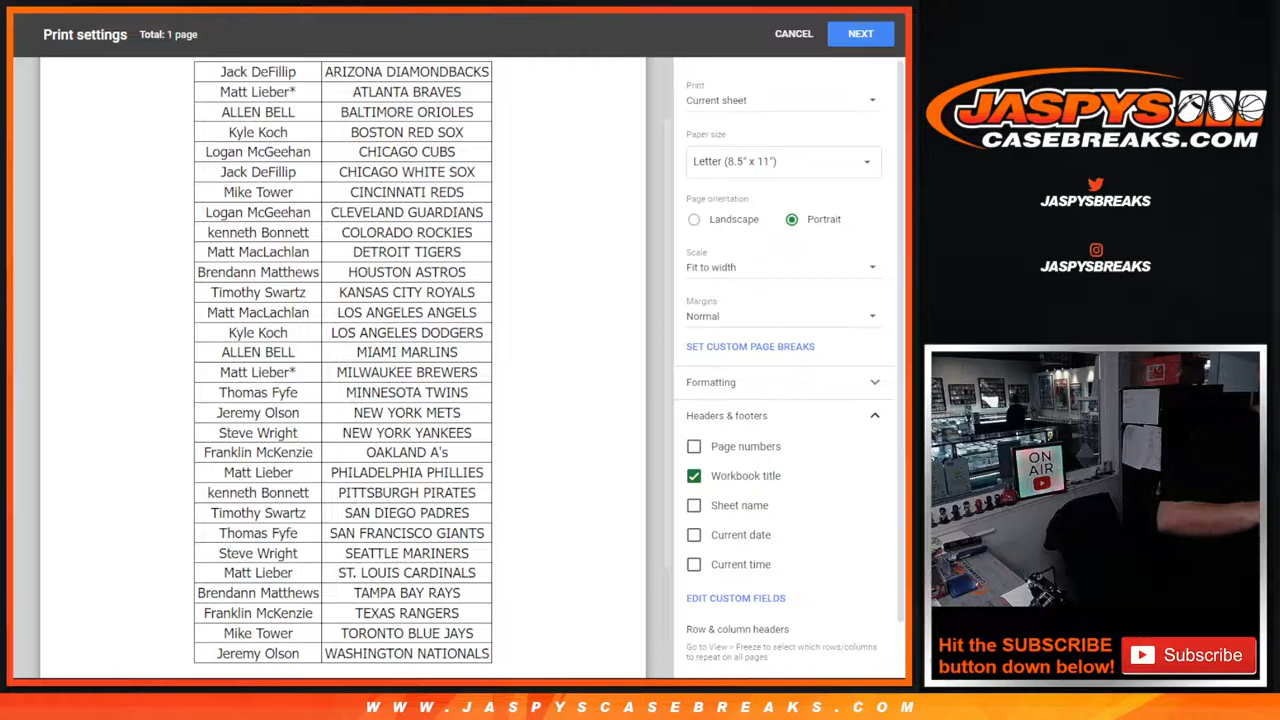 Print settings Total: 1 page CANCEL NEXT
Jack DeFillip ARIZONA DIAMONDBACKS
Matt Lieber* ATLANTA BRAVES
ALLEN BELL BALTIMORE ORIOLES
Kyle Koch BOSTON RED SOX
Logan McGeehan CHICAGO CUBS
Jack DeFillip CHICAGO WHITE SOX
Mike Tower CINCINNATI REDS
Logan McGeehan CLEVELAND GUARDIANS
kenneth Bonnett COLORADO ROCKIES
Matt MacLachlan DETROIT TIGERS
Brendann Matthews HOUSTON ASTROS
Timothy Swartz KANSAS CITY ROYALS
Matt MacLachlan LOS ANGELES ANGELS
Kyle Koch LOS ANGELES DODGERS
ALLEN BELL MIAMI MARLINS
Matt Lieber* MILWAUKEE BREWERS
Thomas Fyfe MINNESOTA TWINS
Jeremy Olson NEW YORK METS
Steve Wright NEW YORK YANKEES
Franklin McKenzie OAKLAND A's
Matt Lieber PHILADELPHIA PHILLIES
kenneth Bonnett PITTSBURGH PIRATES
Timothy Swartz SAN DIEGO PADRES
Thomas Fyfe SAN FRANCISCO GIANTS
Steve Wright SEATTLE MARINERS
Matt Lieber ST. LOUIS CARDINALS
Brendann Matthews TAMPA BAY RAYS
Franklin McKenzie TEXAS RANGERS
Mike Tower TORONTO BLUE JAYS
Jeremy Olson WASHINGTON NATIONALS
Print
Current sheet
Paper size
Letter (8.5" x 11")
Page orientation
Landscape Portrait
Scale
Fit to width
Margins
Normal
SET CUSTOM PAGE BREAKS
Formatting
Headers & footers
Page numbers
Workbook title
Sheet name
Current date
Current time
EDIT CUSTOM FIELDS
Row & column headers
Go to View > Freeze to select which rows/columns
to repeat on all pages
JASPYS
CASEBREAKS.COM
JASPYSBREAKS
JASPYSBREAKS
ON
AIR
Hit the SUBSCRIBE
button down below!
Subscribe
WWW.JASPYSCASEBREAKS.COM